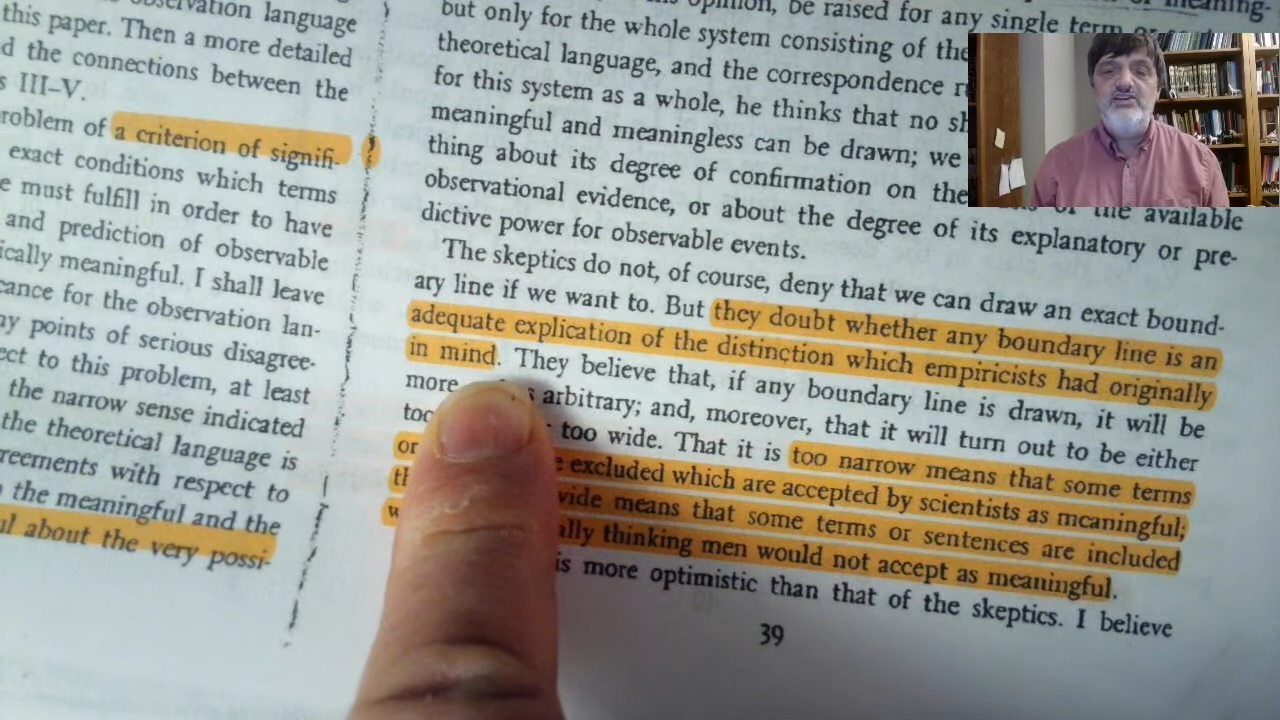 observation language
this paper. Then a more detailed
d the connections between the
s III–V.
roblem of a criterion of signifi-
exact conditions which terms
e must fulfill in order to have
and prediction of observable
ically meaningful. I shall leave
cance for the observation lan-
ny points of serious disagree-
ect to this problem, at least
the narrow sense indicated
the theoretical language is
reements with respect to
the meaningful and the
ul about the very possi-
opinion, be raised for any single term or
but only for the whole system consisting of the
theoretical language, and the correspondence r
for this system as a whole, he thinks that no sh
meaningful and meaningless can be drawn; we
thing about its degree of confirmation on the of the available
observational evidence, or about the degree of its explanatory or pre-
dictive power for observable events.
The skeptics do not, of course, deny that we can draw an exact bound-
ary line if we want to. But they doubt whether any boundary line is an
adequate explication of the distinction which empiricists had originally
in mind. They believe that, if any boundary line is drawn, it will be
more arbitrary; and, moreover, that it will turn out to be either
too too wide. That it is too narrow means that some terms
or excluded which are accepted by scientists as meaningful;
th wide means that some terms or sentences are included
w ally thinking men would not accept as meaningful.
is more optimistic than that of the skeptics. I believe
39